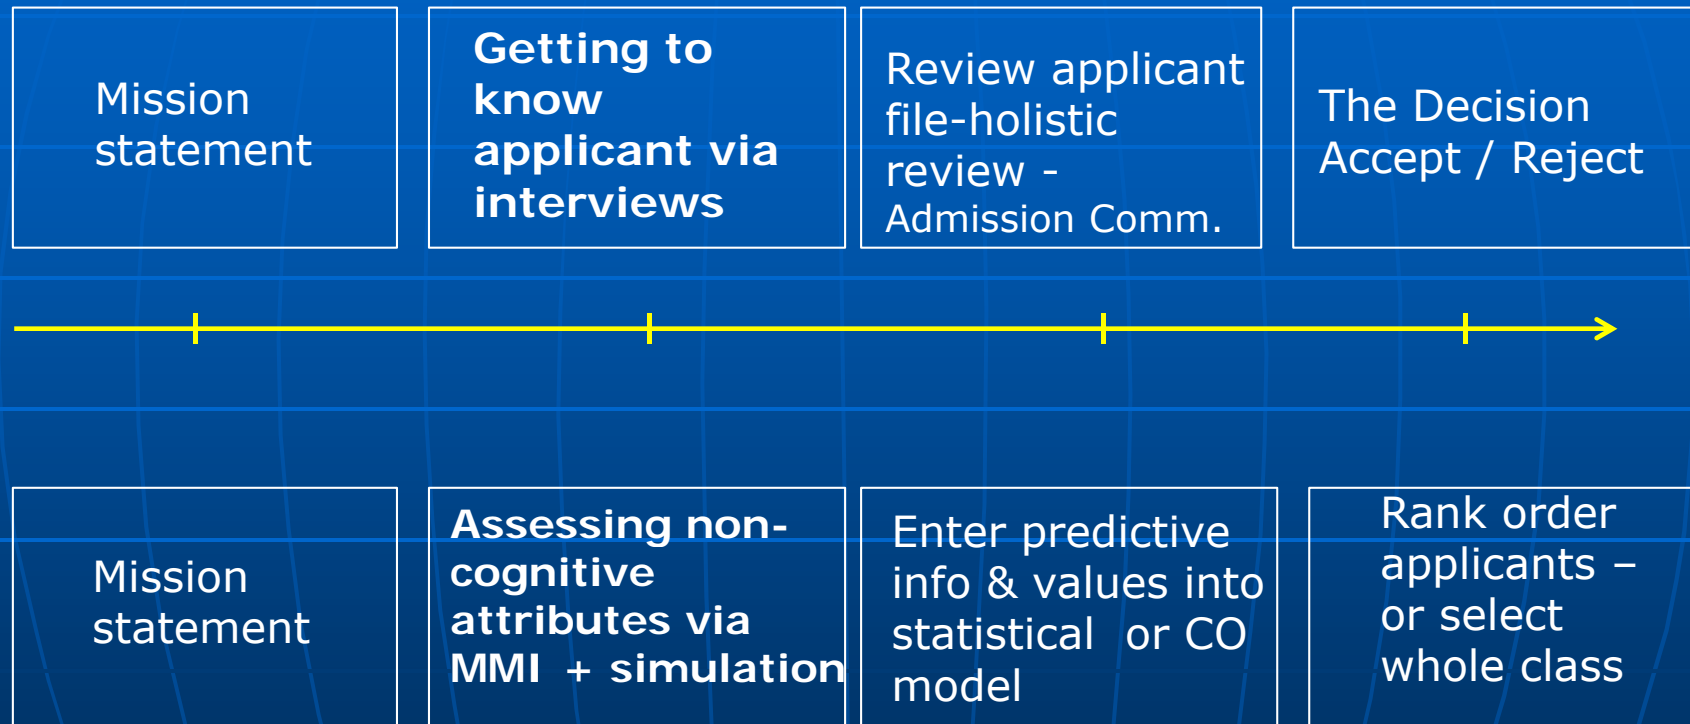 Mission
statement
Getting to
know
applicant via
interviews
Review applicant
file-holistic
review -
Admission Comm.
The Decision
Accept / Reject
Mission
statement
Assessing non-
cognitive
attributes via
MMI + simulation
Enter predictive
info & values into
statistical or CO
model
Rank order
applicants –
or select
whole class